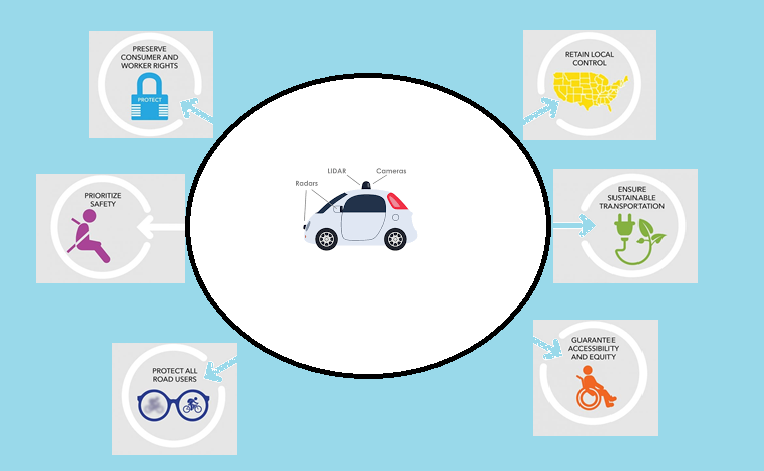 PRESERVE
CONSUMER AND
WORKER RIGHTS
PROTECT
RETAIN LOCAL
CONTROL
PRIORITIZE
SAFETY
LIDAR
Cameras
Radars
ENSURE
SUSTAINABLE
TRANSPORTATION
PROTECT ALL
ROAD USERS
GUARANTEE
ACCESSIBILITY
AND EQUITY